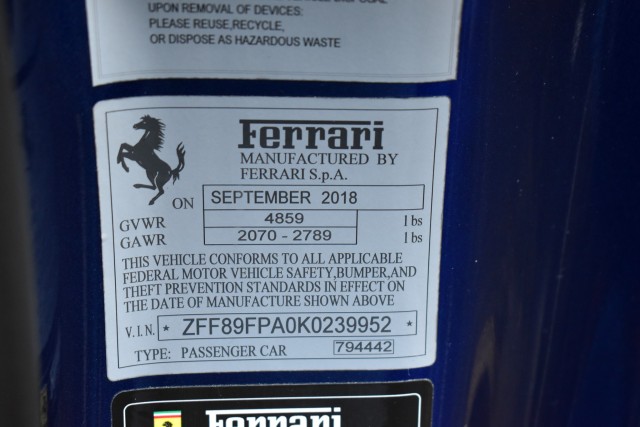 UPON REMOVAL OF DEVICES:
PLEASE REUSE,RECYCLE,
OR DISPOSE AS HAZARDOUS WASTE
Ferrari
MANUFACTURED BY
FERRARI S.p.A.
ON SEPTEMBER 2018
GVWR 4859 lbs
GAWR 2070 - 2789 lbs
THIS VEHICLE CONFORMS TO ALL APPLICABLE
FEDERAL MOTOR VEHICLE SAFETY,BUMPER,AND
THEFT PREVENTION STANDARDS IN EFFECT ON
THE DATE OF MANUFACTURE SHOWN ABOVE
V.I.N. * ZFF89FPA0K0239952 *
TYPE: PASSENGER CAR 794442
Ferrari